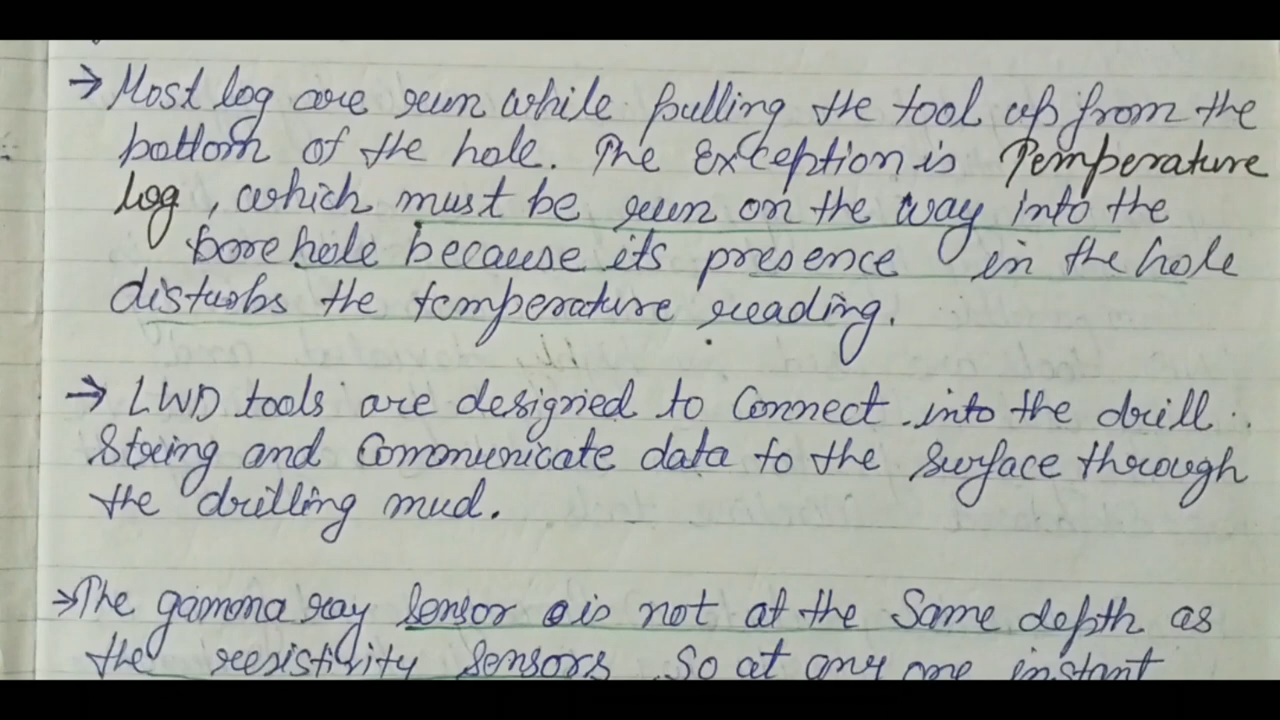 → Most log are run while pulling the tool up from the
bottom of the hole. The exception is Temperature
log, which must be run on the way into the
bore hole because its presence in the hole
disturbs the temperature reading.
→ LWD tools are designed to Connect into the drill
String and Communicate data to the surface through
the drilling mud.
→ The gamma ray sensor is not at the Same depth as
the resistivity sensors. So at any one instant